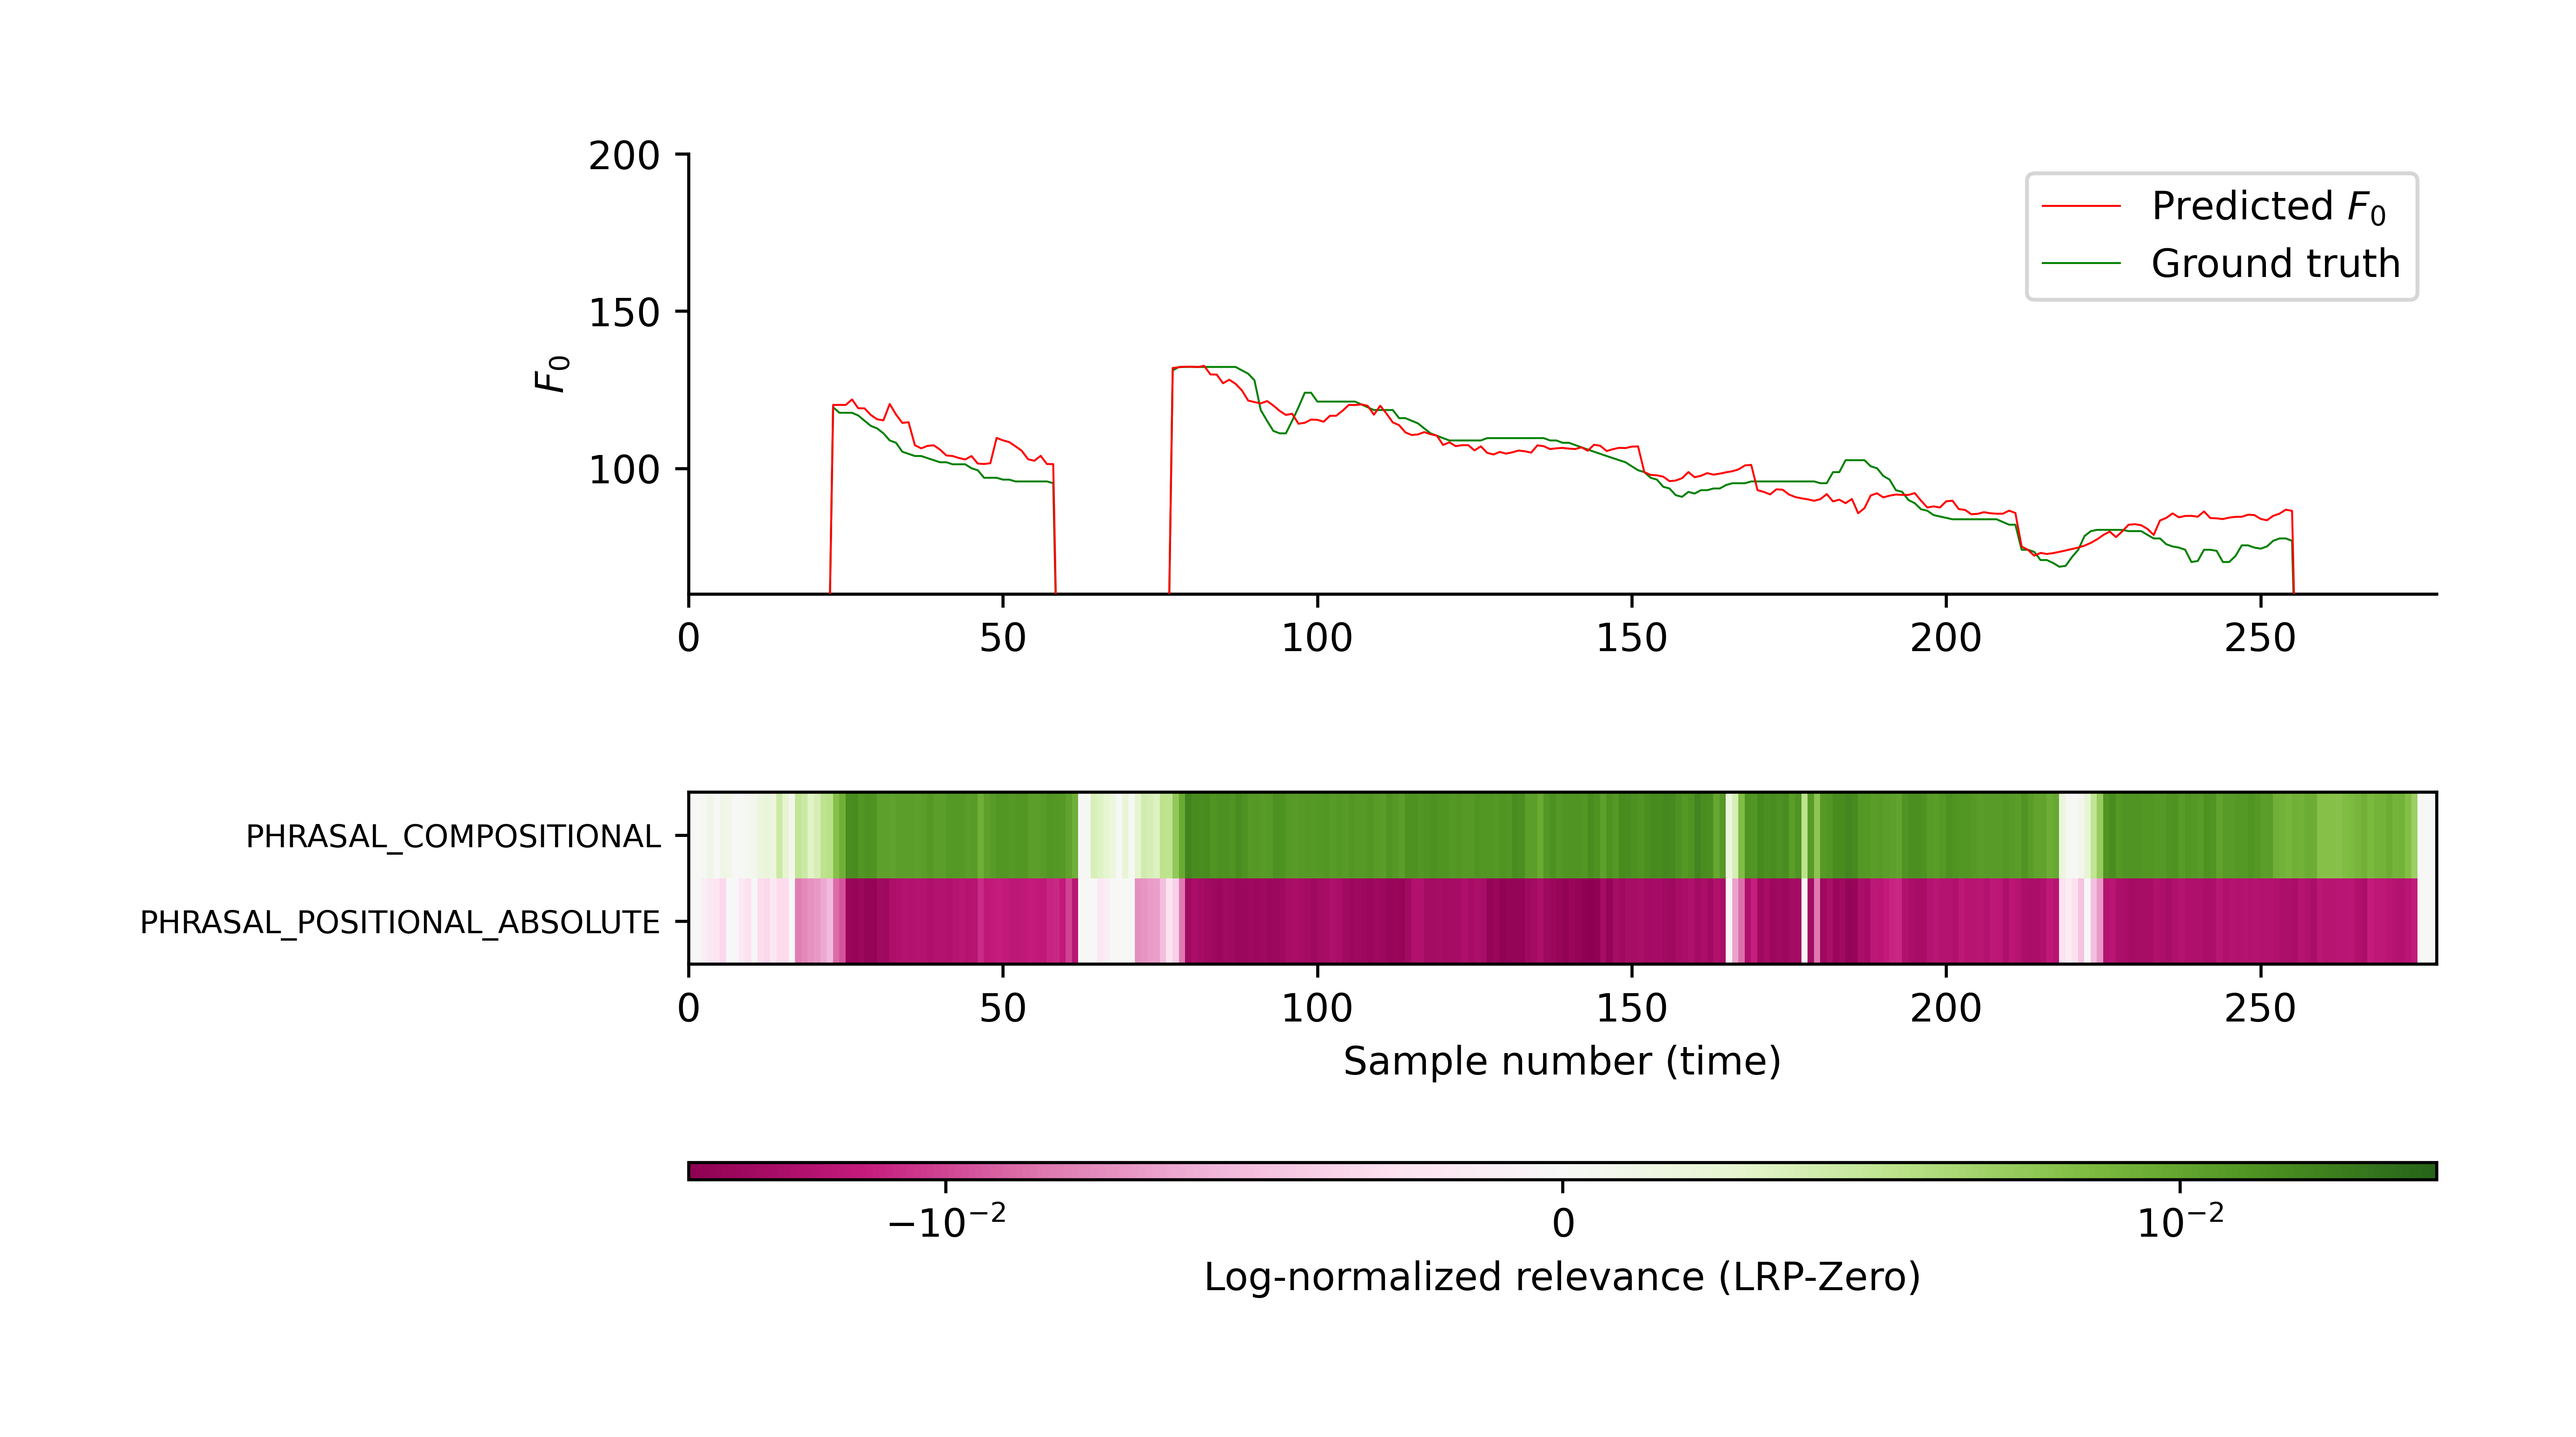 200
150
100
F₀
Predicted F₀
Ground truth
0 50 100 150 200 250
PHRASAL_COMPOSITIONAL
PHRASAL_POSITIONAL_ABSOLUTE
0 50 100 150 200 250
Sample number (time)
−10⁻² 0 10⁻²
Log-normalized relevance (LRP-Zero)